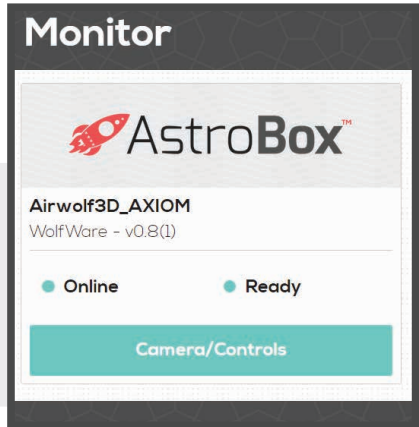 Monitor
AstroBox™
Airwolf3D_AXIOM
WolfWare - v0.8(1)
Online
Ready
Camera/Controls